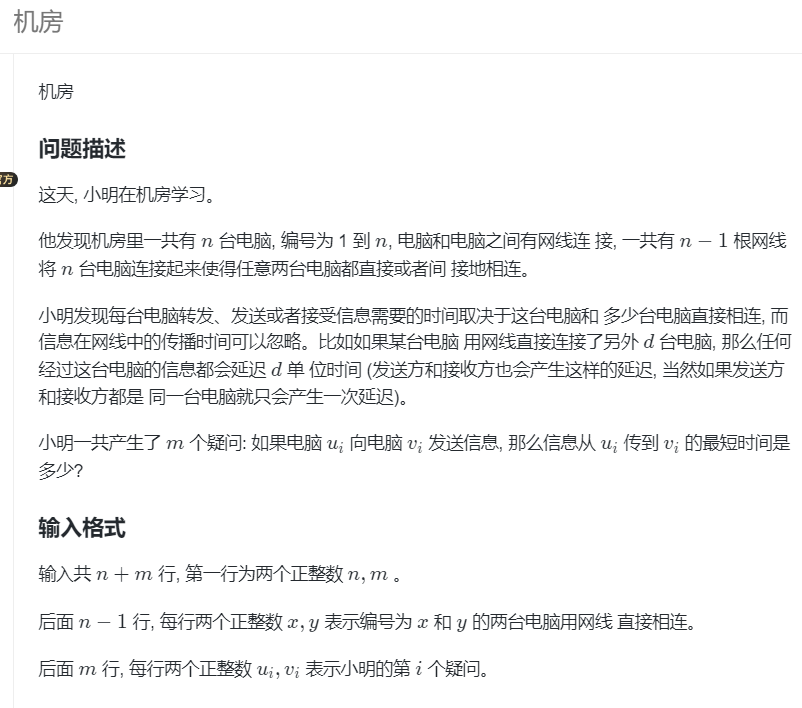 机房
机房
问题描述
官方
这天, 小明在机房学习。
他发现机房里一共有 n 台电脑, 编号为 1 到 n, 电脑和电脑之间有网线连 接, 一共有 n − 1 根网线
将 n 台电脑连接起来使得任意两台电脑都直接或者间 接地相连。
小明发现每台电脑转发、发送或者接受信息需要的时间取决于这台电脑和 多少台电脑直接相连, 而
信息在网线中的传播时间可以忽略。比如如果某台电脑 用网线直接连接了另外 d 台电脑, 那么任何
经过这台电脑的信息都会延迟 d 单 位时间 (发送方和接收方也会产生这样的延迟, 当然如果发送方
和接收方都是 同一台电脑就只会产生一次延迟)。
小明一共产生了 m 个疑问: 如果电脑 u_i 向电脑 v_i 发送信息, 那么信息从 u_i 传到 v_i 的最短时间是
多少?
输入格式
输入共 n + m 行, 第一行为两个正整数 n, m 。
后面 n − 1 行, 每行两个正整数 x, y 表示编号为 x 和 y 的两台电脑用网线 直接相连。
后面 m 行, 每行两个正整数 u_i, v_i 表示小明的第 i 个疑问。